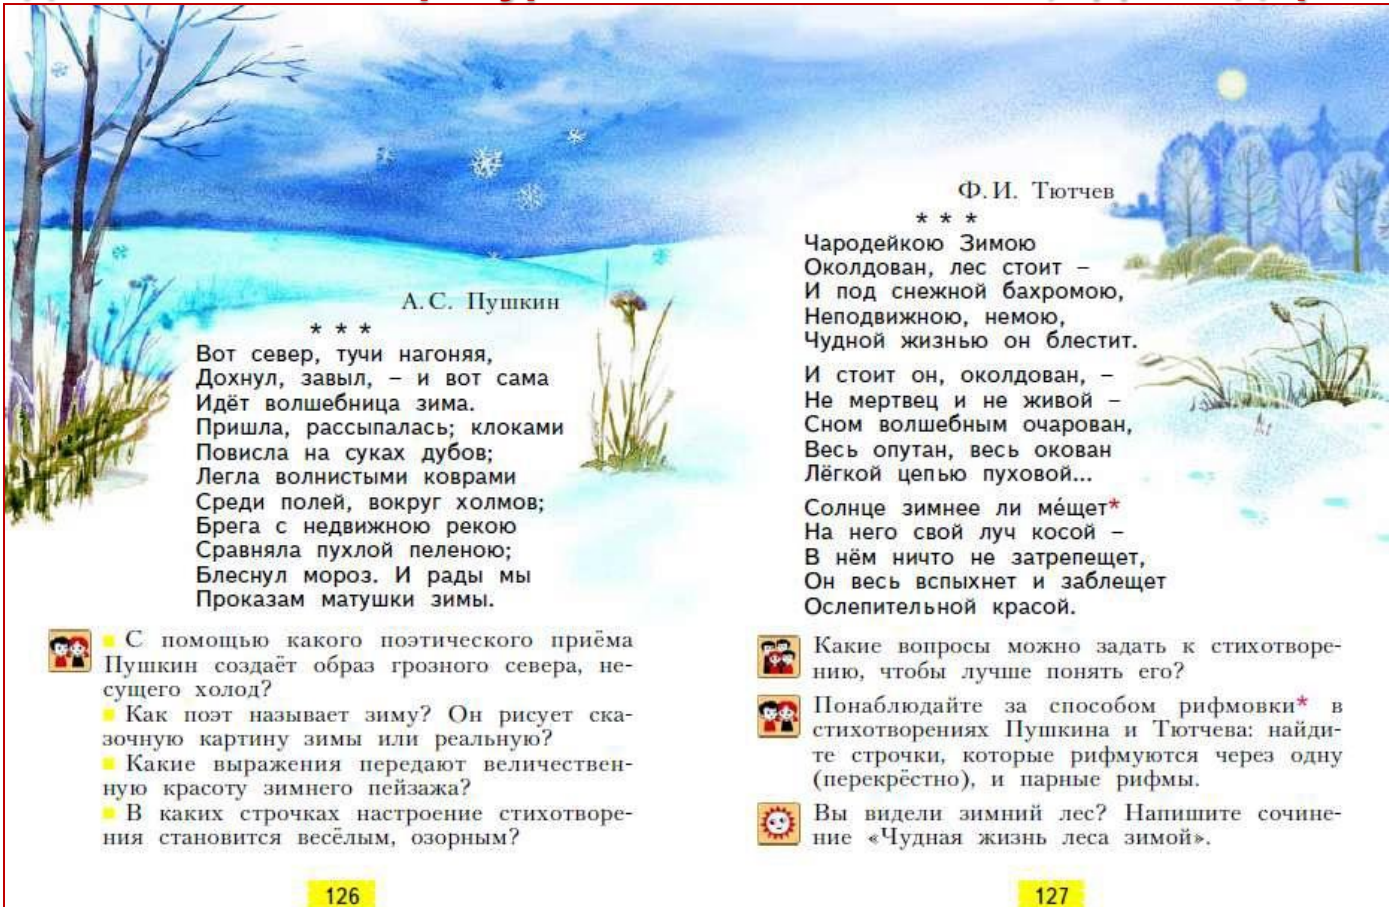 А. С. Пушкин
* * *
Вот север, тучи нагоняя,
Дохнул, завыл, – и вот сама
Идёт волшебница зима.
Пришла, рассыпалась; клоками
Повисла на суках дубов;
Легла волнистыми коврами
Среди полей, вокруг холмов;
Брега с недвижною рекою
Сравняла пухлой пеленою;
Блеснул мороз. И рады мы
Проказам матушки зимы.
С помощью какого поэтического приёма
Пушкин создаёт образ грозного севера, не-
сущего холод?
Как поэт называет зиму? Он рисует ска-
зочную картину зимы или реальную?
Какие выражения передают величествен-
ную красоту зимнего пейзажа?
В каких строчках настроение стихотворе-
ния становится весёлым, озорным?
126
Ф. И. Тютчев
* * *
Чародейкою Зимою
Околдован, лес стоит –
И под снежной бахромою,
Неподвижною, немою,
Чудной жизнью он блестит.
И стоит он, околдован, –
Не мертвец и не живой –
Сном волшебным очарован,
Весь опутан, весь окован
Лёгкой цепью пуховой...
Солнце зимнее ли ме́щет*
На него свой луч косой –
В нём ничто не затрепещет,
Он весь вспыхнет и заблещет
Ослепительной красой.
Какие вопросы можно задать к стихотворе-
нию, чтобы лучше понять его?
Понаблюдайте за способом рифмовки* в
стихотворениях Пушкина и Тютчева: найди-
те строчки, которые рифмуются через одну
(перекрёстно), и парные рифмы.
Вы видели зимний лес? Напишите сочине-
ние «Чудная жизнь леса зимой».
127